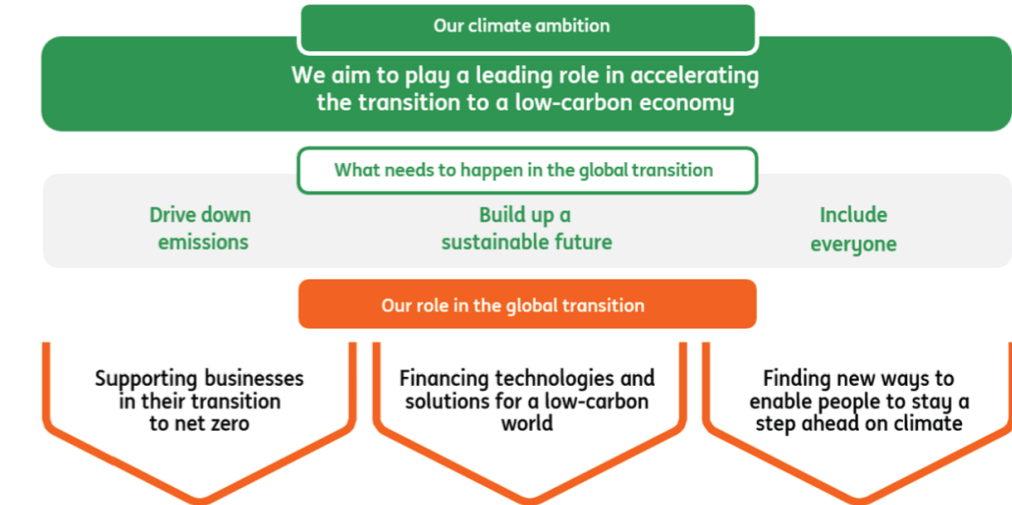 Our climate ambition
We aim to play a leading role in accelerating
the transition to a low-carbon economy
What needs to happen in the global transition
Drive down
emissions
Build up a
sustainable future
Include
everyone
Our role in the global transition
Supporting businesses
in their transition
to net zero
Financing technologies and
solutions for a low-carbon
world
Finding new ways to
enable people to stay a
step ahead on climate